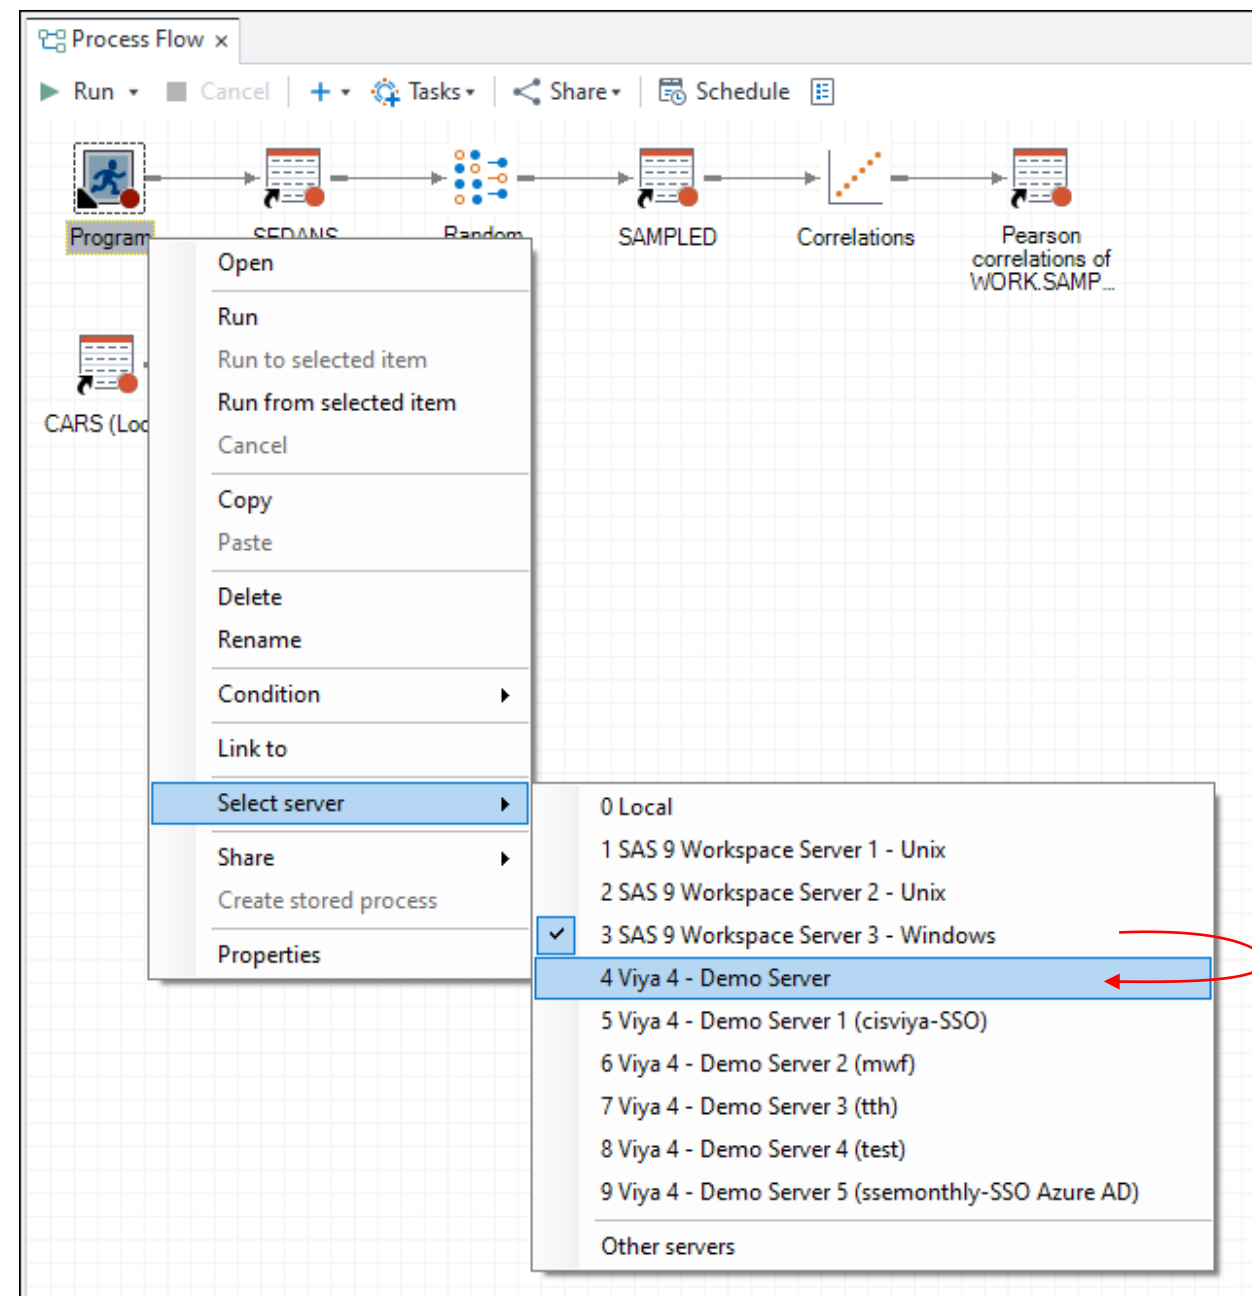 Process Flow ×
Run Cancel Tasks Share Schedule
Program SEDANS Random SAMPLED Correlations Pearson
correlations of
WORK.SAMP...
CARS (Loc
Open
Run
Run to selected item
Run from selected item
Cancel
Copy
Paste
Delete
Rename
Condition
Link to
Select server
Share
Create stored process
Properties
0 Local
1 SAS 9 Workspace Server 1 - Unix
2 SAS 9 Workspace Server 2 - Unix
3 SAS 9 Workspace Server 3 - Windows
4 Viya 4 - Demo Server
5 Viya 4 - Demo Server 1 (cisviya-SSO)
6 Viya 4 - Demo Server 2 (mwf)
7 Viya 4 - Demo Server 3 (tth)
8 Viya 4 - Demo Server 4 (test)
9 Viya 4 - Demo Server 5 (ssemonthly-SSO Azure AD)
Other servers